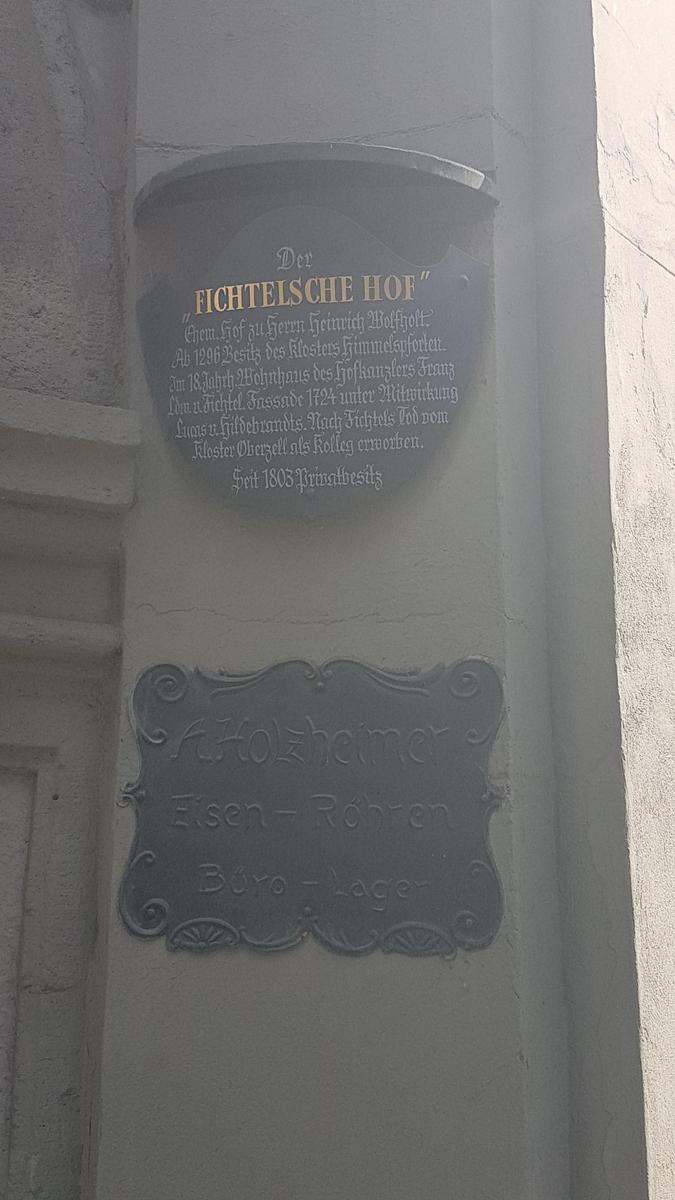 Der
"FICHTELSCHE HOF"
Ehem. Hof zu Herrn Heinrich Wolfholt.
Ab 1296 Besitz des Klosters Himmelspforten.
Im 18. Jahrh. Wohnhaus des Hofkanzlers Franz
Ldw. v. Fichtel. Fassade 1724 unter Mitwirkung
Lucas v. Hildebrandts. Nach Fichtels Tod vom
Kloster Oberzell als Kolleg erworben.
Seit 1803 Privatbesitz
A. Holzheimer
Eisen – Röhren
Büro – Lager